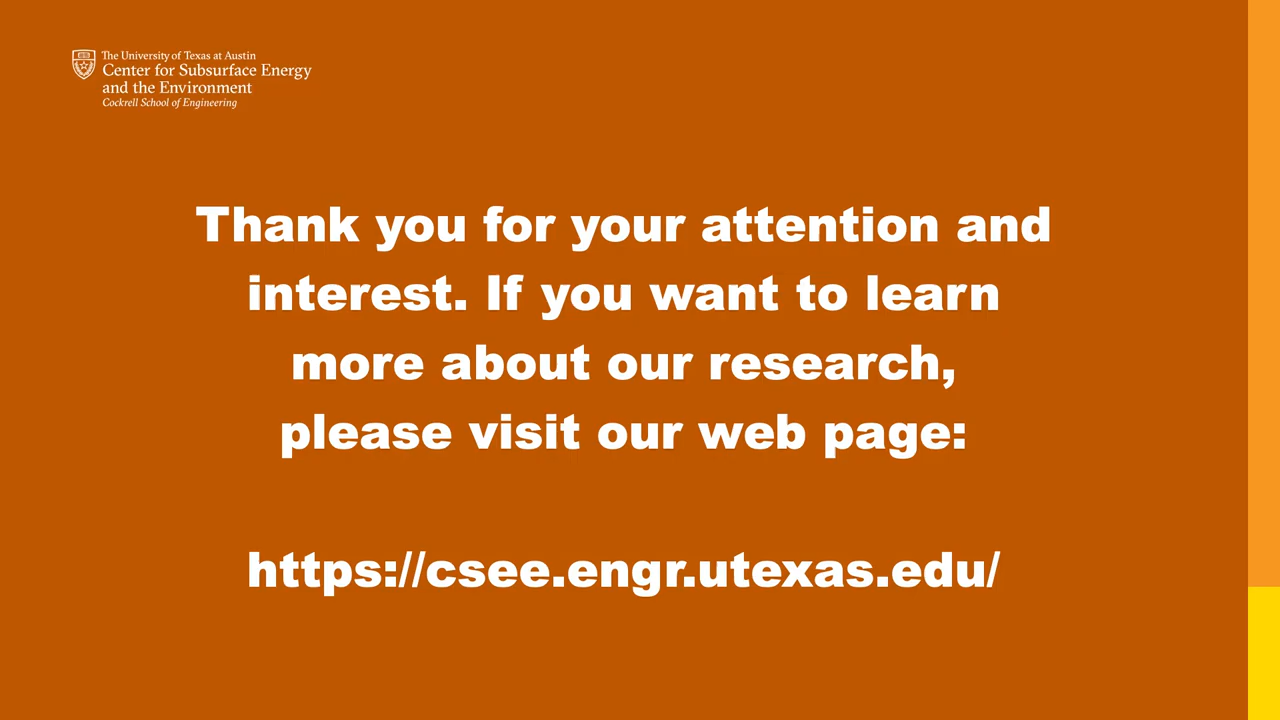 The University of Texas at Austin
Center for Subsurface Energy
and the Environment
Cockrell School of Engineering
Thank you for your attention and
interest. If you want to learn
more about our research,
please visit our web page:
https://csee.engr.utexas.edu/